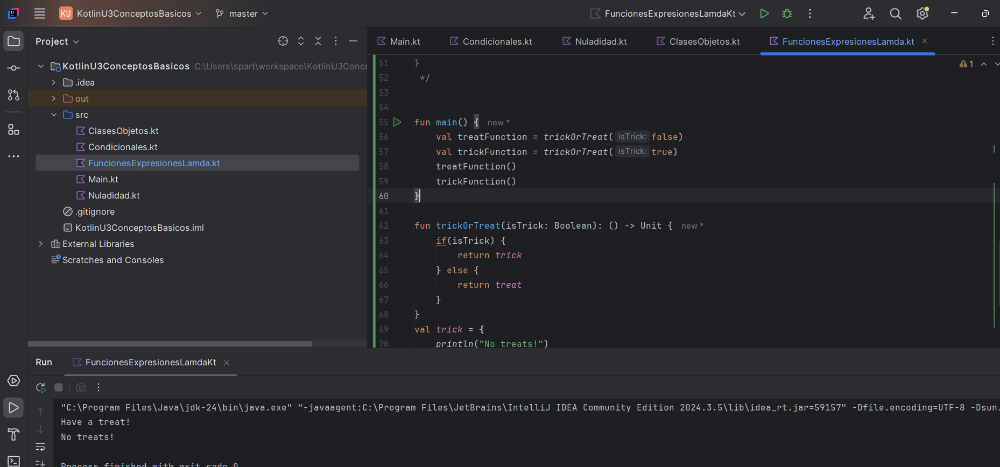 KU KotlinU3ConceptosBasicos master FuncionesExpresionesLamdaKt
Project
Main.kt Condicionales.kt Nuladidad.kt ClasesObjetos.kt FuncionesExpresionesLamda.kt
KotlinU3ConceptosBasicos C:\Users\spart\workspace\KotlinU3Conce
.idea
out
src
ClasesObjetos.kt
Condicionales.kt
FuncionesExpresionesLamda.kt
Main.kt
Nuladidad.kt
.gitignore
KotlinU3ConceptosBasicos.iml
External Libraries
Scratches and Consoles
1
51 }
52 */
53
54
55 fun main() { new *
56 val treatFunction = trickOrTreat( isTrick: false)
57 val trickFunction = trickOrTreat( isTrick: true)
58 treatFunction()
59 trickFunction()
60 }
61
62 fun trickOrTreat(isTrick: Boolean): () -> Unit { new *
63 if(isTrick) {
64 return trick
65 } else {
66 return treat
67 }
68 }
69 val trick = {
70 println("No treats!")
Run FuncionesExpresionesLamdaKt
"C:\Program Files\Java\jdk-24\bin\java.exe" "-javaagent:C:\Program Files\JetBrains\IntelliJ IDEA Community Edition 2024.3.5\lib\idea_rt.jar=59157" -Dfile.encoding=UTF-8 -Dsun.
Have a treat!
No treats!
Process finished with exit code 0